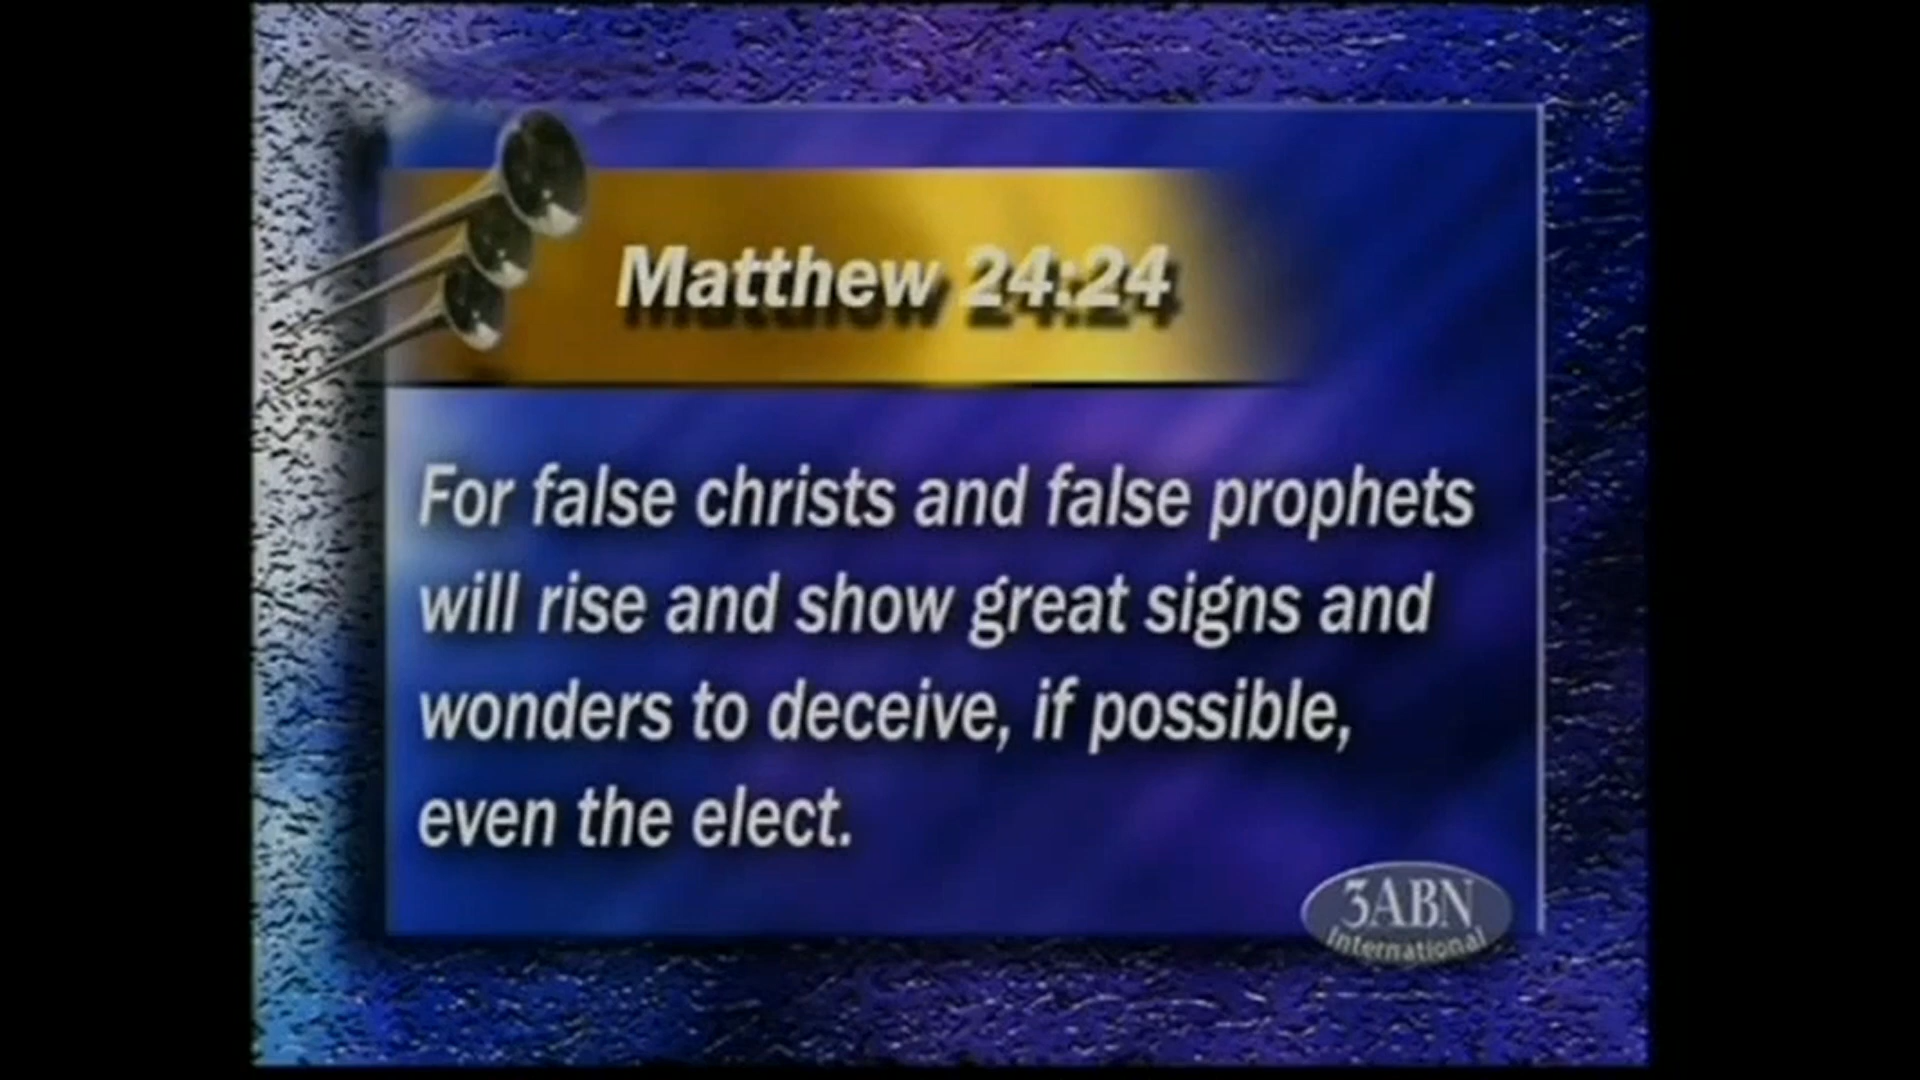 Matthew 24:24
For false christs and false prophets
will rise and show great signs and
wonders to deceive, if possible,
even the elect.
3ABN
International